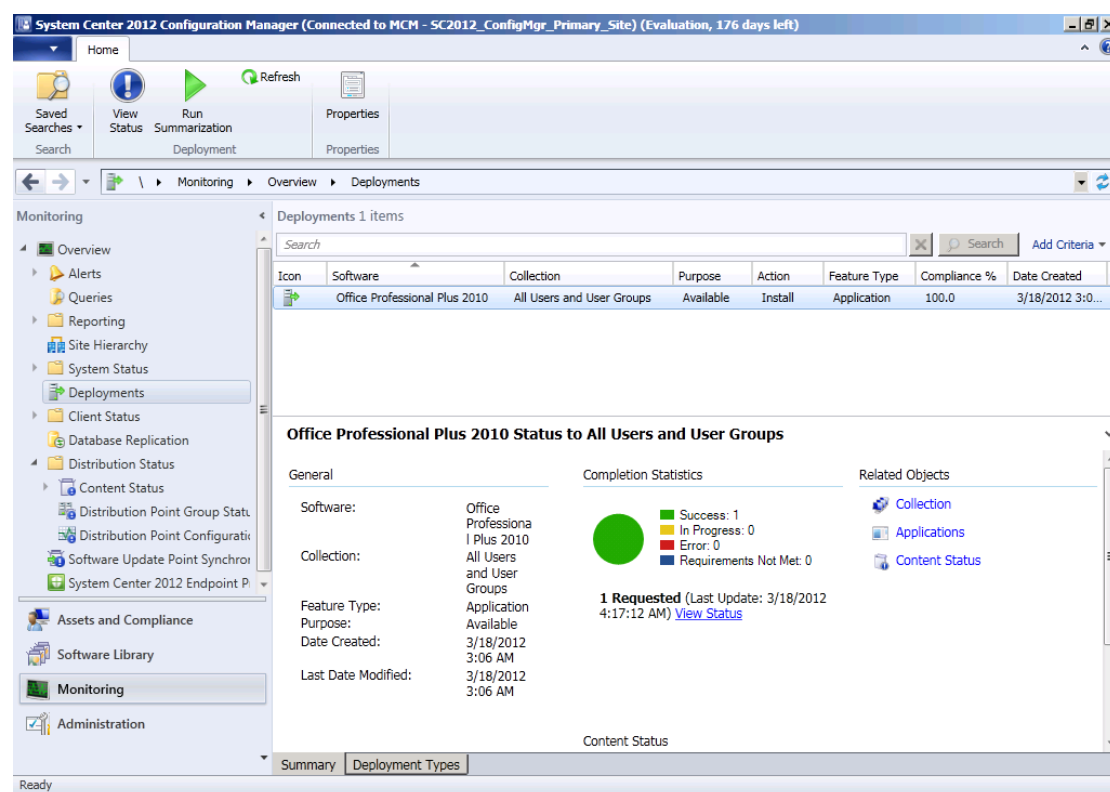 System Center 2012 Configuration Manager (Connected to MCM - SC2012_ConfigMgr_Primary_Site) (Evaluation, 176 days left)
Home
Saved Searches
View Status
Run Summarization
Refresh
Properties
Search
Deployment
Properties
\ Monitoring Overview Deployments
Monitoring
Overview
Alerts
Queries
Reporting
Site Hierarchy
System Status
Deployments
Client Status
Database Replication
Distribution Status
Content Status
Distribution Point Group Statu
Distribution Point Configuratio
Software Update Point Synchror
System Center 2012 Endpoint P
Assets and Compliance
Software Library
Monitoring
Administration
Deployments 1 items
Search
Search
Add Criteria
Icon Software Collection Purpose Action Feature Type Compliance % Date Created
Office Professional Plus 2010 All Users and User Groups Available Install Application 100.0 3/18/2012 3:0...
Office Professional Plus 2010 Status to All Users and User Groups
General
Software: Office
Professiona
l Plus 2010
Collection: All Users
and User
Groups
Feature Type: Application
Purpose: Available
Date Created: 3/18/2012
3:06 AM
Last Date Modified: 3/18/2012
3:06 AM
Completion Statistics
Success: 1
In Progress: 0
Error: 0
Requirements Not Met: 0
1 Requested (Last Update: 3/18/2012
4:17:12 AM) View Status
Content Status
Related Objects
Collection
Applications
Content Status
Summary
Deployment Types
Ready